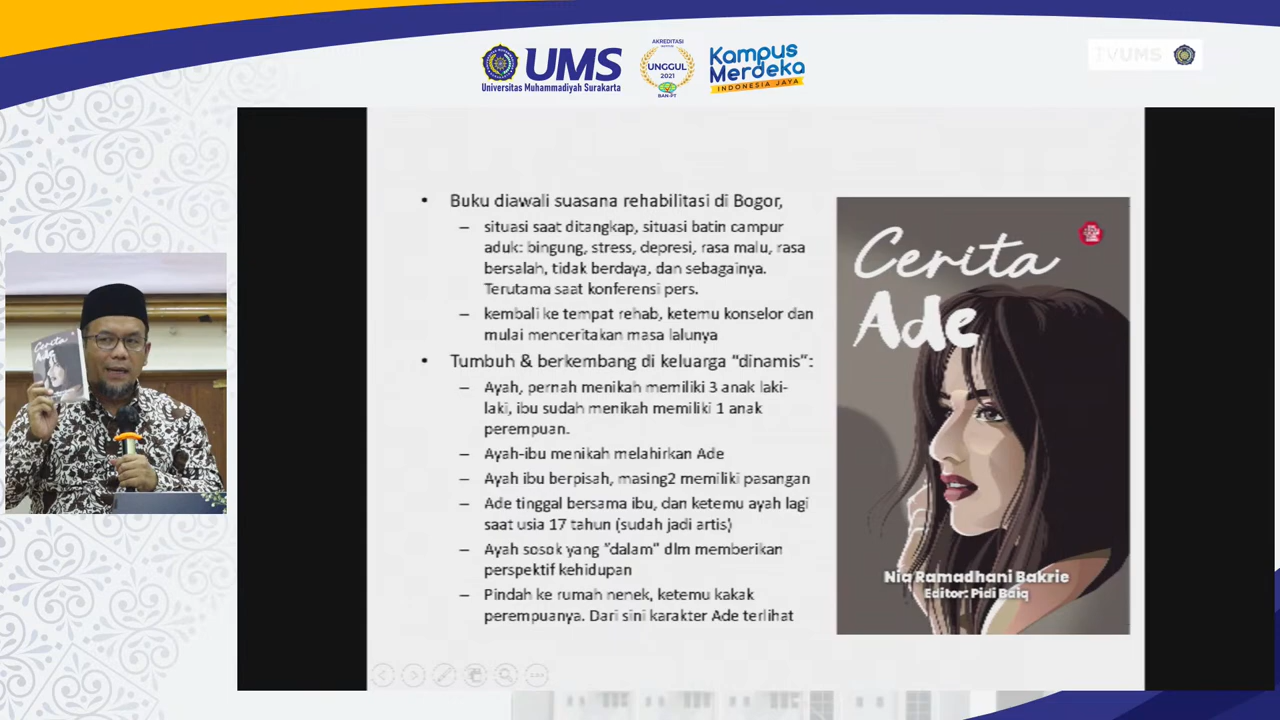 UMS
Universitas Muhammadiyah Surakarta
AKREDITASI
UNGGUL
2021
BAN-PT
Kampus
Merdeka
INDONESIA JAYA
TVUMS
• Buku diawali suasana rehabilitasi di Bogor,
– situasi saat ditangkap, situasi batin campur
aduk: bingung, stress, depresi, rasa malu, rasa
bersalah, tidak berdaya, dan sebagainya.
Terutama saat konferensi pers.
– kembali ke tempat rehab, ketemu konselor dan
mulai menceritakan masa lalunya
• Tumbuh & berkembang di keluarga "dinamis":
– Ayah, pernah menikah memiliki 3 anak laki-
laki, ibu sudah menikah memiliki 1 anak
perempuan.
– Ayah-ibu menikah melahirkan Ade
– Ayah ibu berpisah, masing2 memiliki pasangan
– Ade tinggal bersama ibu, dan ketemu ayah lagi
saat usia 17 tahun (sudah jadi artis)
– Ayah sosok yang "dalam" dlm memberikan
perspektif kehidupan
– Pindah ke rumah nenek, ketemu kakak
perempuanya. Dari sini karakter Ade terlihat
Cerita
Ade
Nia Ramadhani Bakrie
Editor: Pidi Baiq
Cerita
Ade